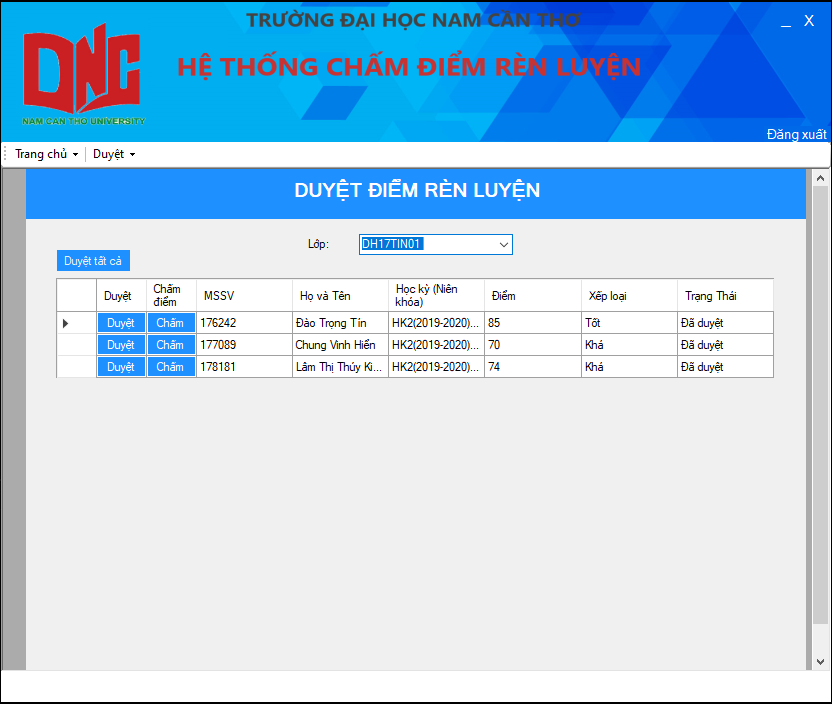 TRƯỜNG ĐẠI HỌC NAM CẦN THƠ
_ X
HỆ THỐNG CHẤM ĐIỂM RÈN LUYỆN
DNC
NAM CAN THO UNIVERSITY
Đăng xuất
Trang chủ Duyệt
DUYỆT ĐIỂM RÈN LUYỆN
Lớp: DH17TIN01
Duyệt tất cả
Duyệt Chấm điểm MSSV Họ và Tên Học kỳ (Niên khóa) Điểm Xếp loại Trạng Thái
Duyệt Chấm 176242 Đào Trọng Tín HK2(2019-2020)... 85 Tốt Đã duyệt
Duyệt Chấm 177089 Chung Vinh Hiển HK2(2019-2020)... 70 Khá Đã duyệt
Duyệt Chấm 178181 Lâm Thị Thúy Ki... HK2(2019-2020)... 74 Khá Đã duyệt